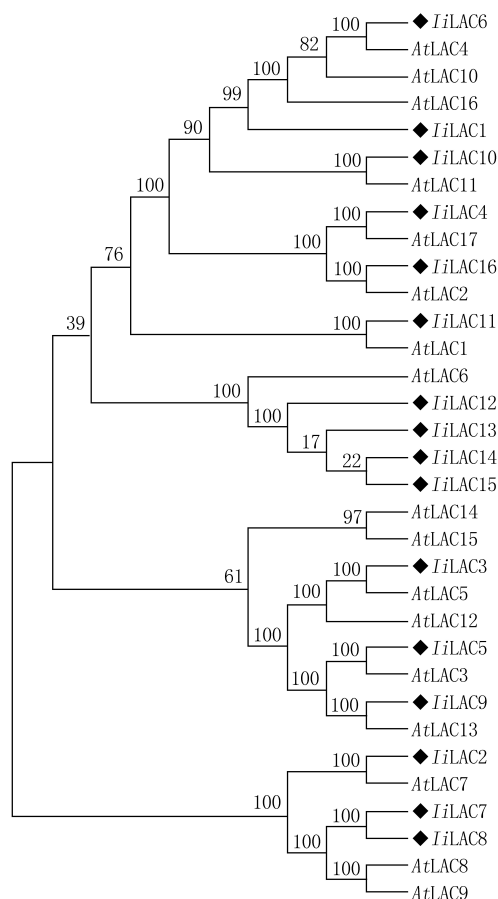 100 ◆ IiLAC6
82 AtLAC4
100 AtLAC10
99 AtLAC16
◆ IiLAC1
90 100 ◆ IiLAC10
AtLAC11
100 100 ◆ IiLAC4
100 AtLAC17
76 100 ◆ IiLAC16
AtLAC2
39 100 ◆ IiLAC11
AtLAC1
100 AtLAC6
100 ◆ IiLAC12
17 ◆ IiLAC13
22 ◆ IiLAC14
◆ IiLAC15
97 AtLAC14
AtLAC15
61 100 ◆ IiLAC3
100 AtLAC5
AtLAC12
100 100 ◆ IiLAC5
100 AtLAC3
100 ◆ IiLAC9
AtLAC13
100 ◆ IiLAC2
100 AtLAC7
100 ◆ IiLAC7
100 ◆ IiLAC8
100 AtLAC8
AtLAC9